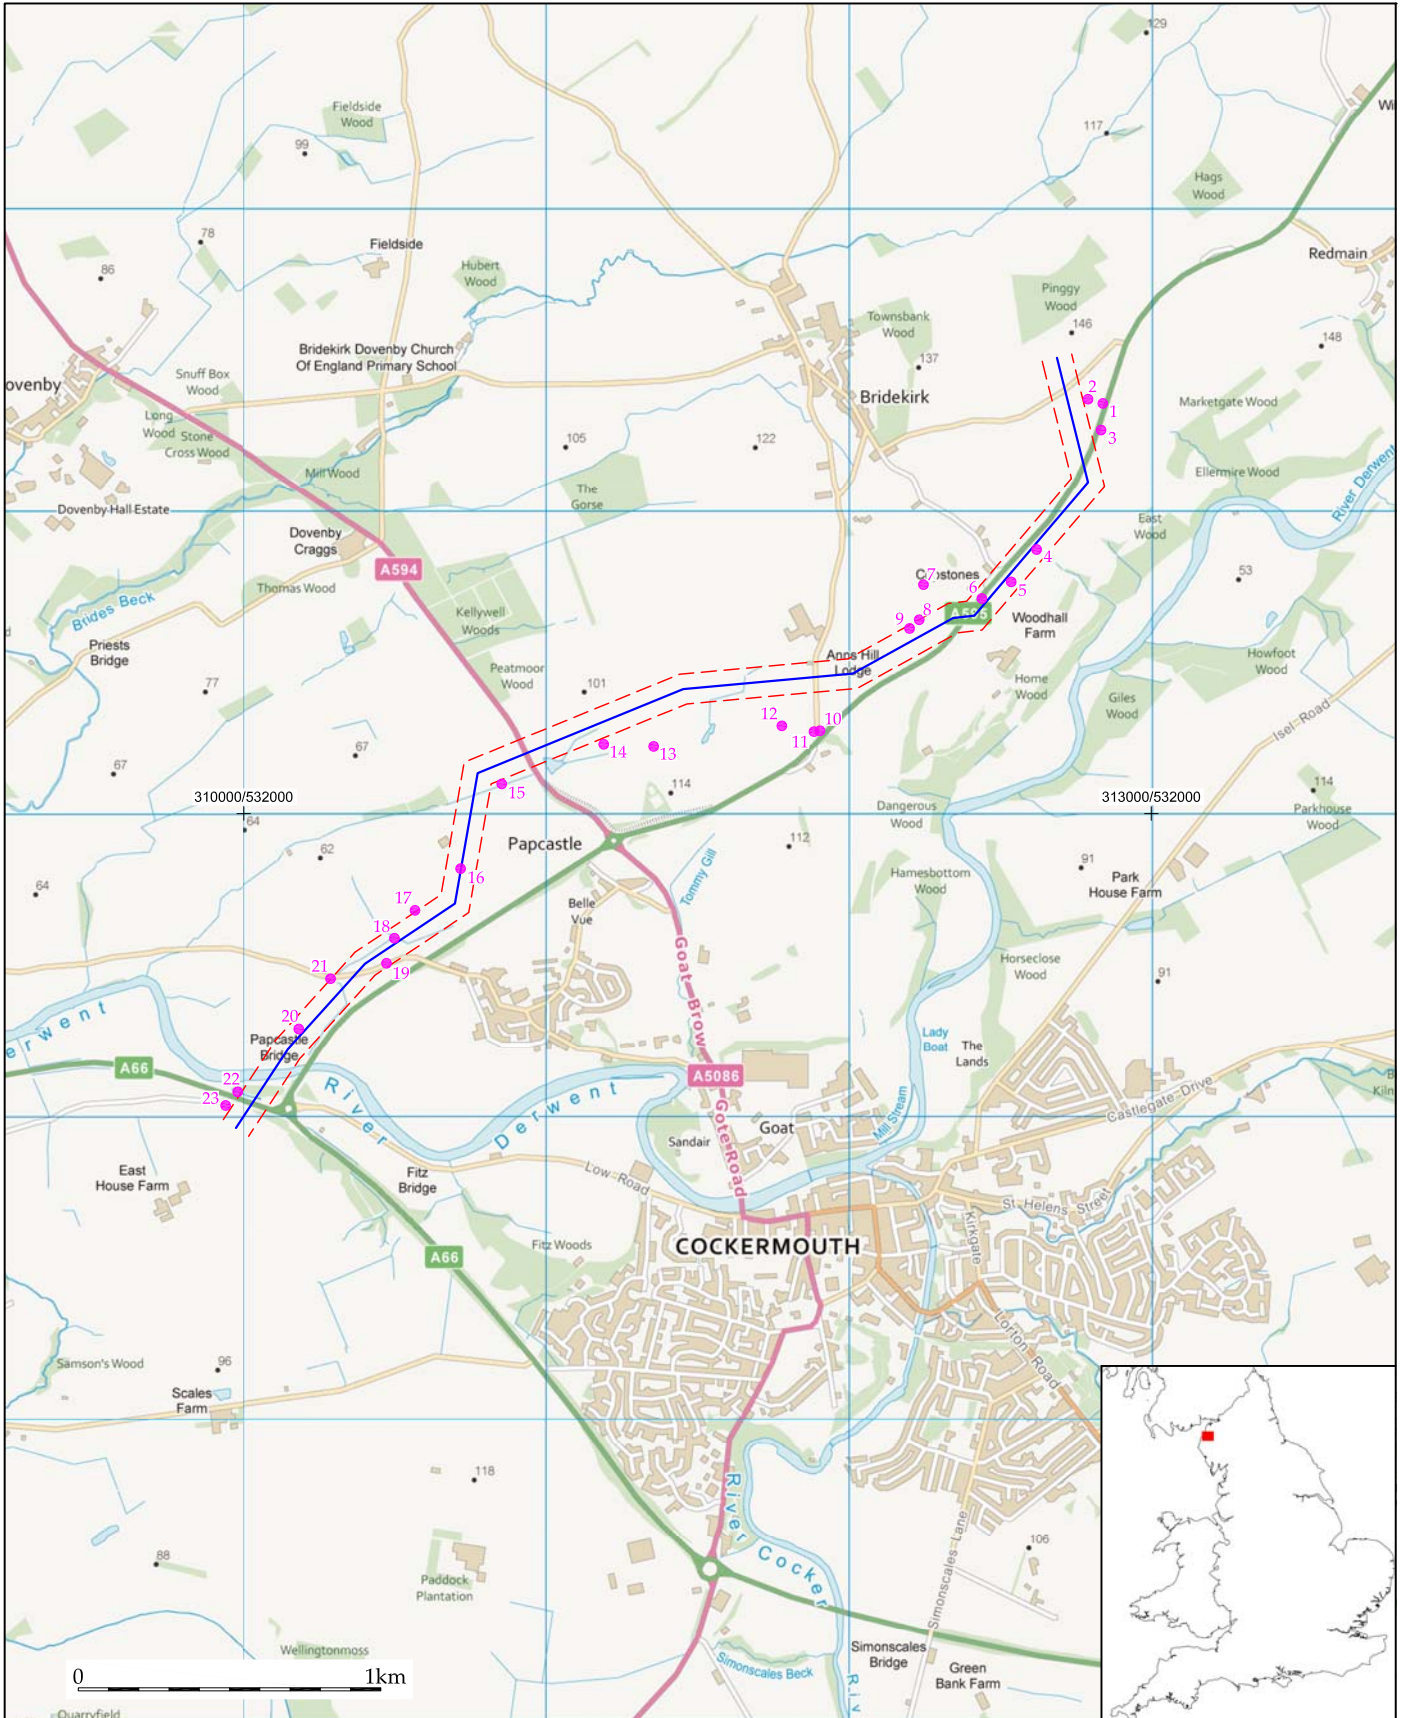 129
Wi
Fieldside
Wood
99
117
Hags
Wood
78
Fieldside
86
Hubert
Wood
Redmain
Pinggy
Wood
146
148
Townsbank
Wood
137
Bridekirk Dovenby Church
Of England Primary School
ovenby
Snuff Box
Wood
Bridekirk
2
1
3
Marketgate Wood
Long
Wood
Stone
Cross Wood
105
122
Mill Wood
The
Gorse
Ellermire Wood
River Derwent
Dovenby Hall Estate
Dovenby
Craggs
East
Wood
A594
4
53
Thomas Wood
7
5
6
Brides Beck
Kellywell
Woods
8
9
A595
Woodhall
Farm
Priests
Bridge
d
Anns Hill
Lodge
Howfoot
Wood
Peatmoor
Wood
77
101
Home
Wood
Giles
Wood
Isel Road
12
10
11
67
14
13
67
15
114
114
310000/532000
313000/532000
64
Dangerous
Wood
Parkhouse
Wood
Papcastle
112
62
Tommy Gill
91
64
16
Hamesbottom
Wood
Park
House Farm
17
Belle
Vue
18
Goat Brow
19
21
Horseclose
Wood
91
20
erwent
Papcastle
Bridge
Lady
Boat
The
Lands
A66
A5086
B
Kiln
22
23
River
Derwent
Castlegate Drive
Mill Stream
Gote Road
Goat
Sandair
East
House Farm
Fitz
Bridge
Low Road
St Helens Street
Kirkgate
Fitz Woods
COCKERMOUTH
A66
Lorton Road
Samson's Wood
96
Scales
Farm
118
River Cocker
106
88
Paddock
Plantation
Simonscales Lane
Wellingtonmoss
Simonscales
Bridge
Green
Bank Farm
Simonscales Beck
Riv
0
1km
Quarryfield